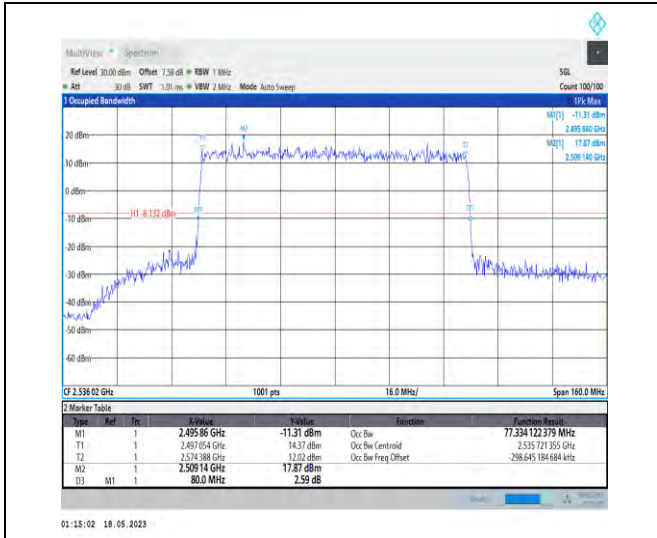 MultiView Spectrum
Ref Level 30.00 dBm Offset 7.59 dB RBW 1 MHz SGL
Att 30 dB SWT 1.01 ms VBW 2 MHz Mode Auto Sweep Count 100/100
1 Occupied Bandwidth 1Pk Max
M1[1] -11.31 dBm
2.495 860 GHz
M2[1] 17.87 dBm
2.509 140 GHz
M2
T1
T2
20 dBm
10 dBm
0 dBm
H1 -8.132 dBm
-10 dBm
-20 dBm
-30 dBm
-40 dBm
-50 dBm
-60 dBm
CF 2.536 02 GHz 1001 pts 16.0 MHz/ Span 160.0 MHz
2 Marker Table
Type Ref Trc X-Value Y-Value Function Function Result
M1 1 2.495 86 GHz -11.31 dBm Occ Bw 77.334 122 379 MHz
T1 1 2.497 054 GHz 14.37 dBm Occ Bw Centroid 2.535 721 355 GHz
T2 1 2.574 388 GHz 12.02 dBm Occ Bw Freq Offset -298.645 184 684 kHz
M2 1 2.509 14 GHz 17.87 dBm
D3 M1 1 80.0 MHz 2.59 dB
01:15:02 18.05.2023